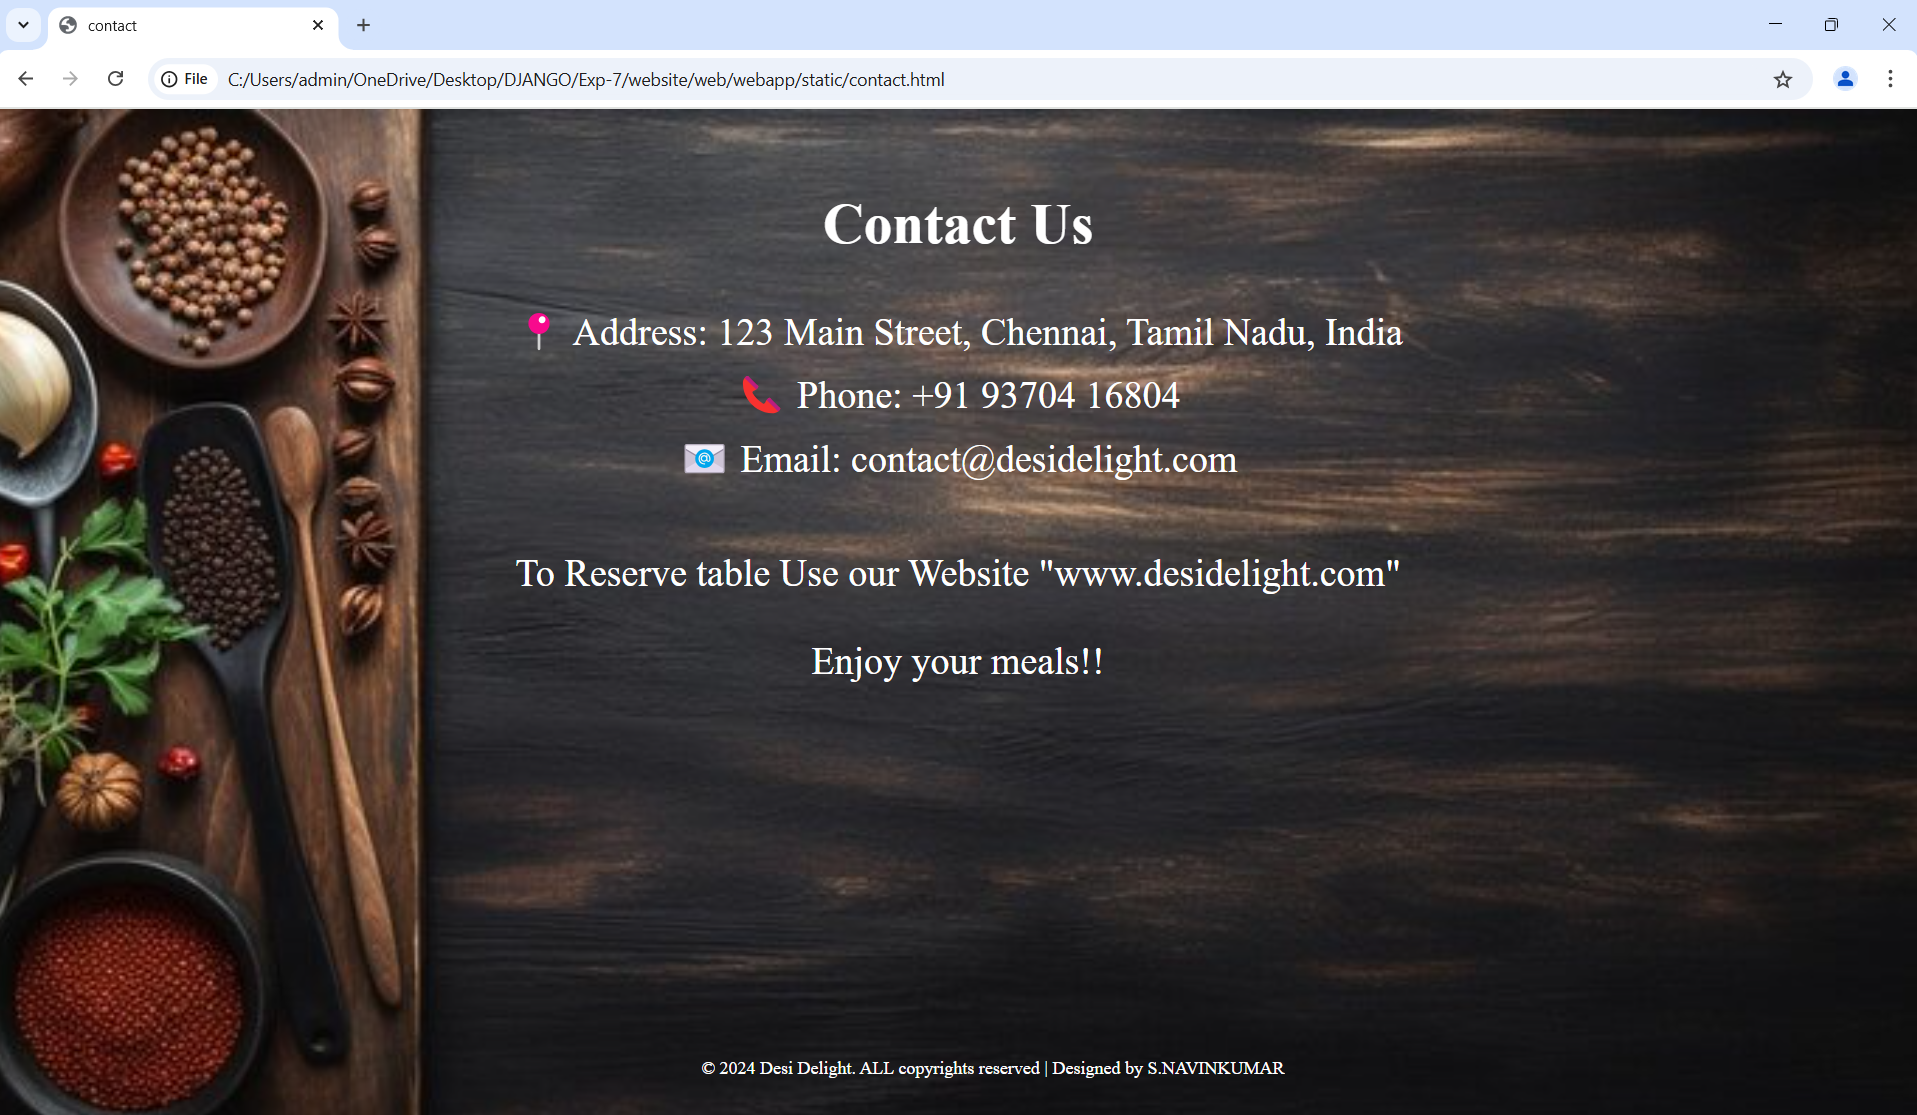 contact
File
C:/Users/admin/OneDrive/Desktop/DJANGO/Exp-7/website/web/webapp/static/contact.html
Contact Us
📍 Address: 123 Main Street, Chennai, Tamil Nadu, India
📞 Phone: +91 93704 16804
📧 Email: contact@desidelight.com
To Reserve table Use our Website "www.desidelight.com"
Enjoy your meals!!
© 2024 Desi Delight. ALL copyrights reserved | Designed by S.NAVINKUMAR